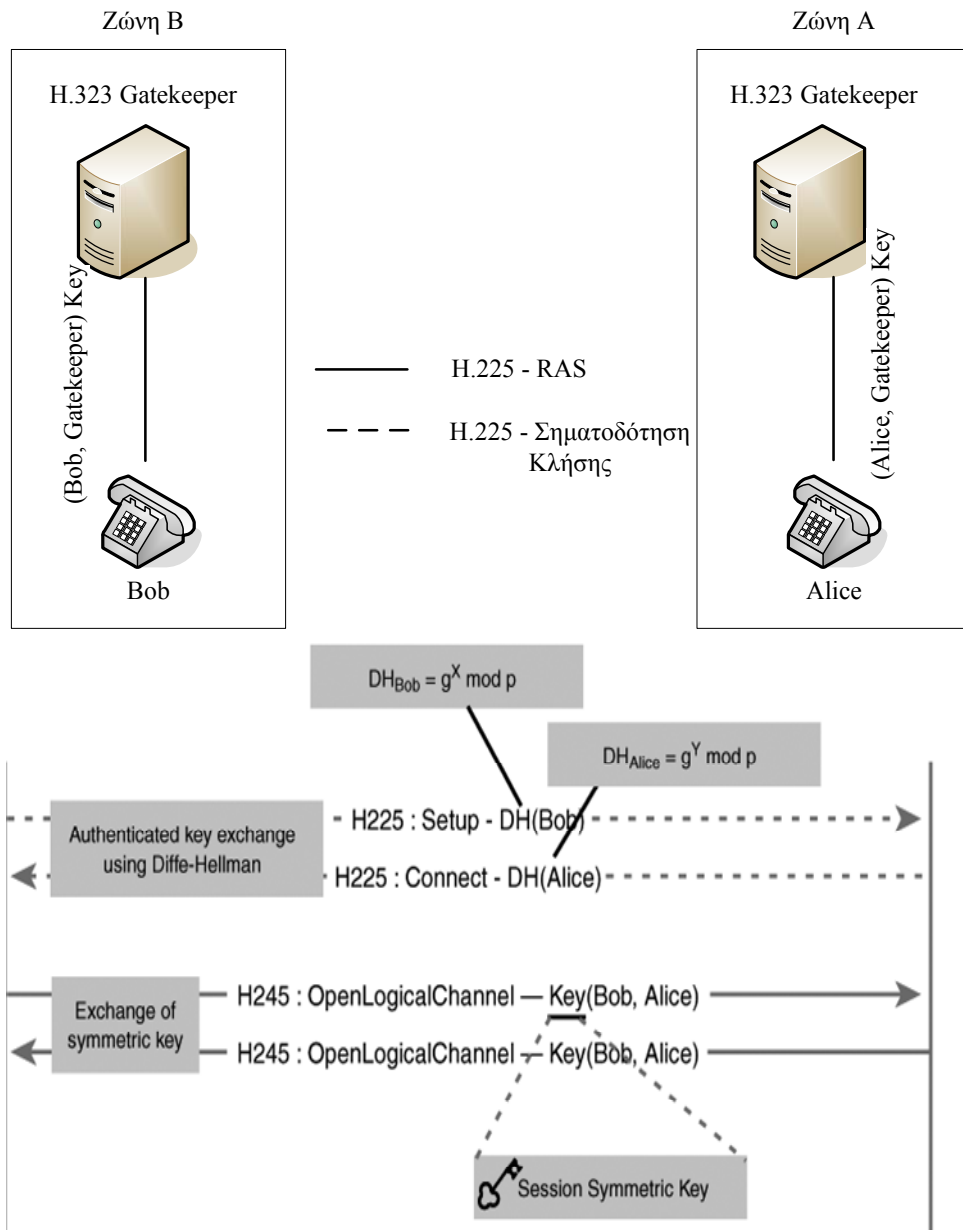 Ζώνη Β
Ζώνη Α
H.323 Gatekeeper
H.323 Gatekeeper
(Bob, Gatekeeper) Key
(Alice, Gatekeeper) Key
H.225 - RAS
H.225 - Σηματοδότηση
Κλήσης
Bob
Alice
DH_Bob = g^X mod p
DH_Alice = g^Y mod p
Authenticated key exchange
using Diffe-Hellman
H225 : Setup - DH(Bob)
H225 : Connect - DH(Alice)
Exchange of
symmetric key
H245 : OpenLogicalChannel — Key(Bob, Alice)
H245 : OpenLogicalChannel — Key(Bob, Alice)
Session Symmetric Key